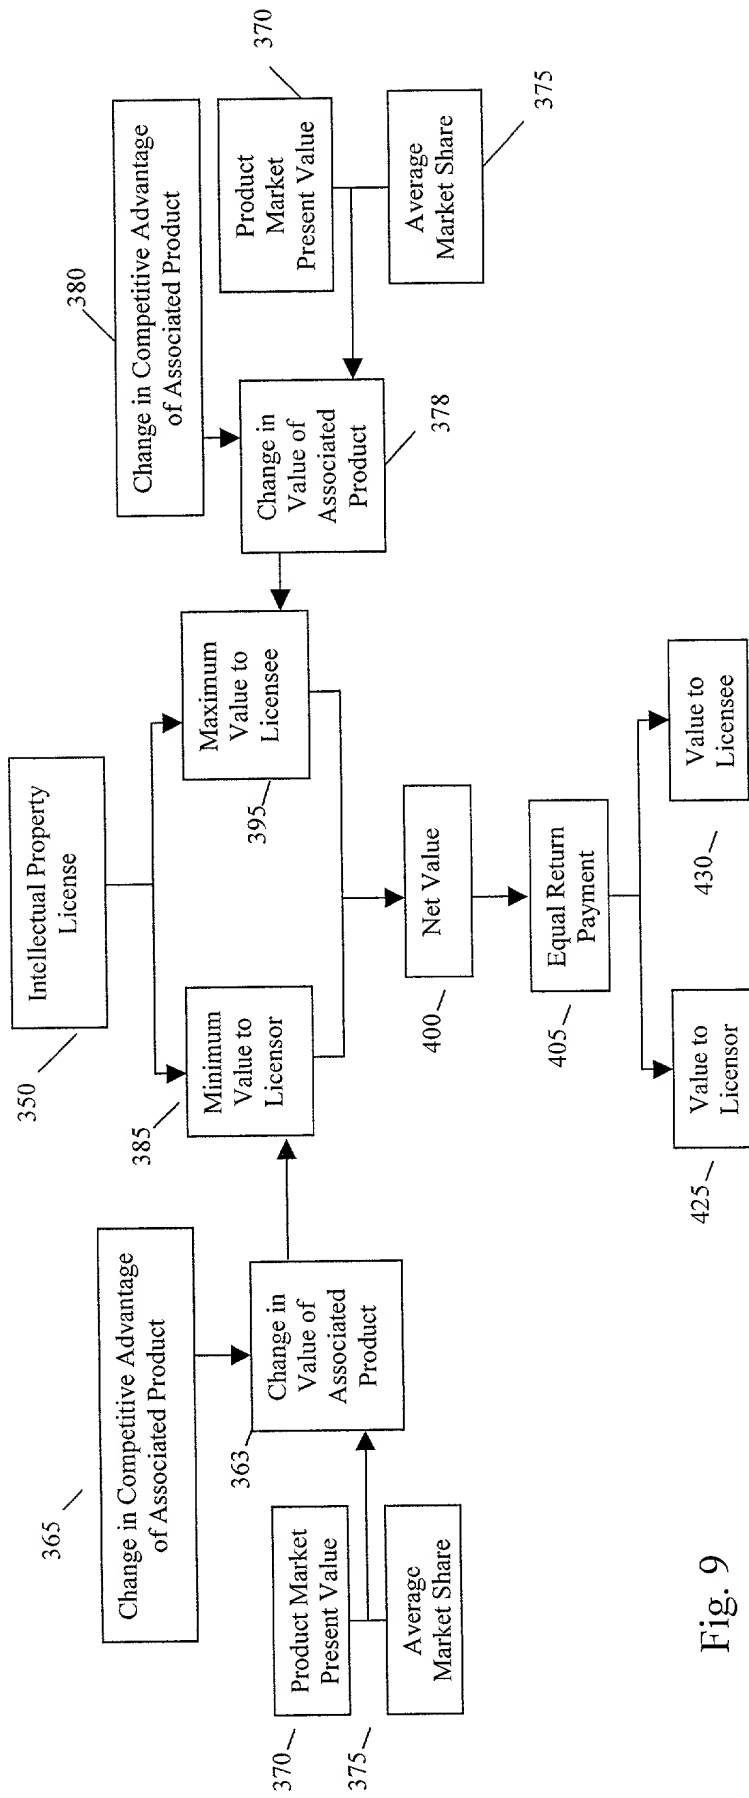 350
Intellectual Property
License
365
Change in Competitive Advantage
of Associated Product
380
Change in Competitive Advantage
of Associated Product
385
Minimum
Value to
Licensor
Maximum
Value to
Licensee
395
370
Product Market
Present Value
375
Average
Market Share
363
Change in
Value of
Associated
Product
Change in
Value of
Associated
Product
378
Product
Market
Present Value
370
Average
Market Share
375
400
Net Value
405
Equal Return
Payment
425
Value to
Licensor
430
Value to
Licensee
Fig. 9